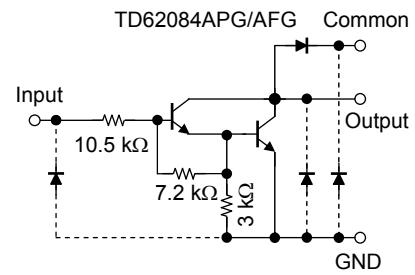 TD62084APG/AFG
Common
Input
Output
10.5 kΩ
7.2 kΩ
3 kΩ
GND